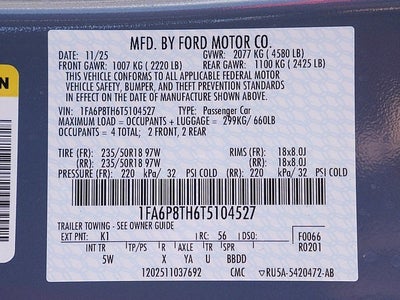 MFD. BY FORD MOTOR CO.
DATE: 11/25 GVWR: 2077 KG ( 4580 LB)
FRONT GAWR: 1007 KG ( 2220 LB) REAR GAWR: 1100 KG ( 2425 LB)
THIS VEHICLE CONFORMS TO ALL APPLICABLE FEDERAL MOTOR
VEHICLE SAFETY, BUMPER, AND THEFT PREVENTION STANDARDS
IN EFFECT ON THE DATE OF MANUFACTURE SHOWN ABOVE.
VIN: 1FA6P8TH6T5104527 Type: Passenger Car
MAXIMUM LOAD = OCCUPANTS + LUGGAGE = 299KG/ 660LB
OCCUPANTS = 4 TOTAL; 2 FRONT, 2 REAR
TIRE (FR): 235/50R18 97W RIMS (FR): 18x8.0J
(RR): 235/50R18 97W (RR): 18x8.0J
PRESSURE (FR): 220 kPa/ 32 PSI COLD (RR): 220 kPa/ 32 PSI COLD
1FA6P8TH6T5104527
TRAILER TOWING - SEE OWNER GUIDE
EXT PNT: K1 RC: 56 DSO: F0066
R0201
INT TR TP/PS R AXLE TR SPR
5W X YA U BBDD
1202511037692 CMC RU5A-5420472-AB